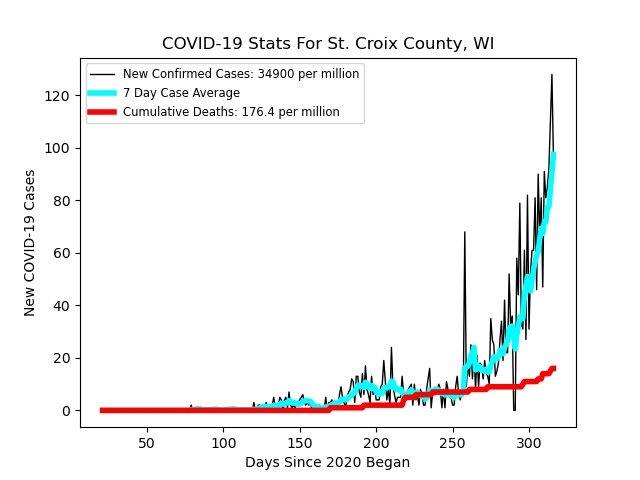 COVID-19 Stats For St. Croix County, WI
New Confirmed Cases: 34900 per million
7 Day Case Average
Cumulative Deaths: 176.4 per million
New COVID-19 Cases
120
100
80
60
40
20
0
50 100 150 200 250 300
Days Since 2020 Began